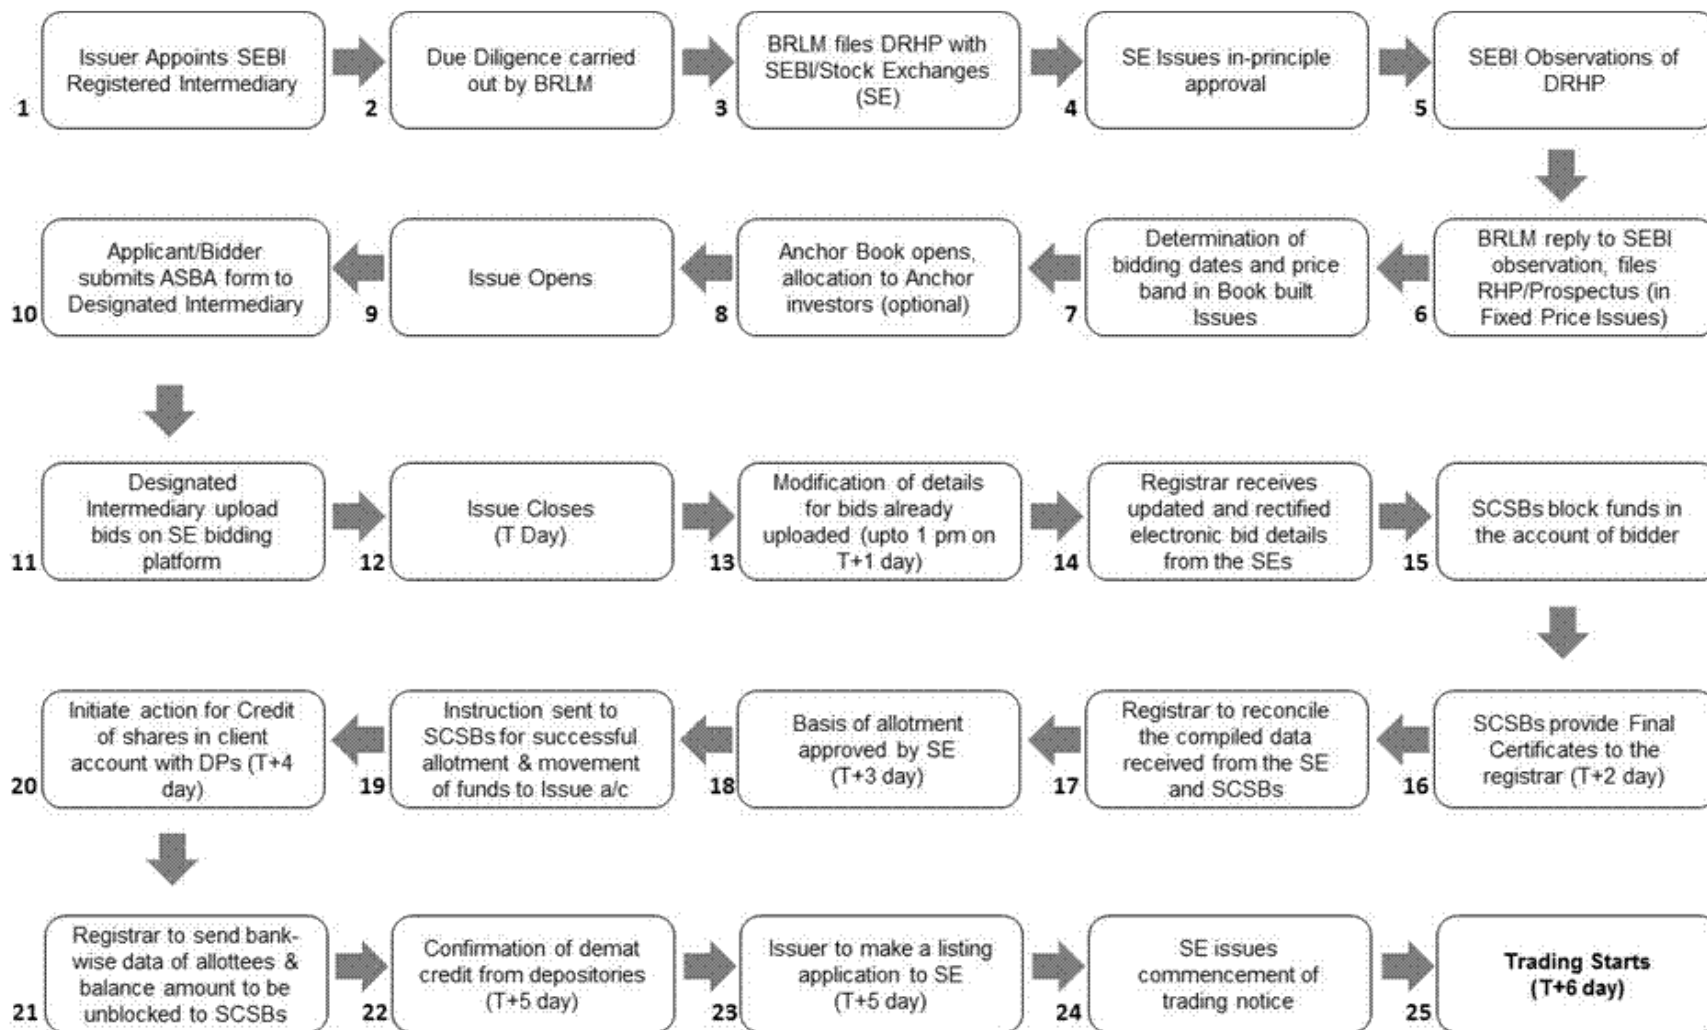 1
Issuer Appoints SEBI
Registered Intermediary
2
Due Diligence carried
out by BRLM
3
BRLM files DRHP with
SEBI/Stock Exchanges
(SE)
4
SE Issues in-principle
approval
5
SEBI Observations of
DRHP
6
BRLM reply to SEBI
observation, files
RHP/Prospectus (in
Fixed Price Issues)
7
Determination of
bidding dates and price
band in Book built
Issues
8
Anchor Book opens,
allocation to Anchor
investors (optional)
9
Issue Opens
10
Applicant/Bidder
submits ASBA form to
Designated Intermediary
11
Designated
Intermediary upload
bids on SE bidding
platform
12
Issue Closes
(T Day)
13
Modification of details
for bids already
uploaded (upto 1 pm on
T+1 day)
14
Registrar receives
updated and rectified
electronic bid details
from the SEs
15
SCSBs block funds in
the account of bidder
16
SCSBs provide Final
Certificates to the
registrar (T+2 day)
17
Registrar to reconcile
the compiled data
received from the SE
and SCSBs
18
Basis of allotment
approved by SE
(T+3 day)
19
Instruction sent to
SCSBs for successful
allotment & movement
of funds to Issue a/c
20
Initiate action for Credit
of shares in client
account with DPs (T+4
day)
21
Registrar to send bank-
wise data of allottees &
balance amount to be
unblocked to SCSBs
22
Confirmation of demat
credit from depositories
(T+5 day)
23
Issuer to make a listing
application to SE
(T+5 day)
24
SE issues
commencement of
trading notice
25
Trading Starts
(T+6 day)